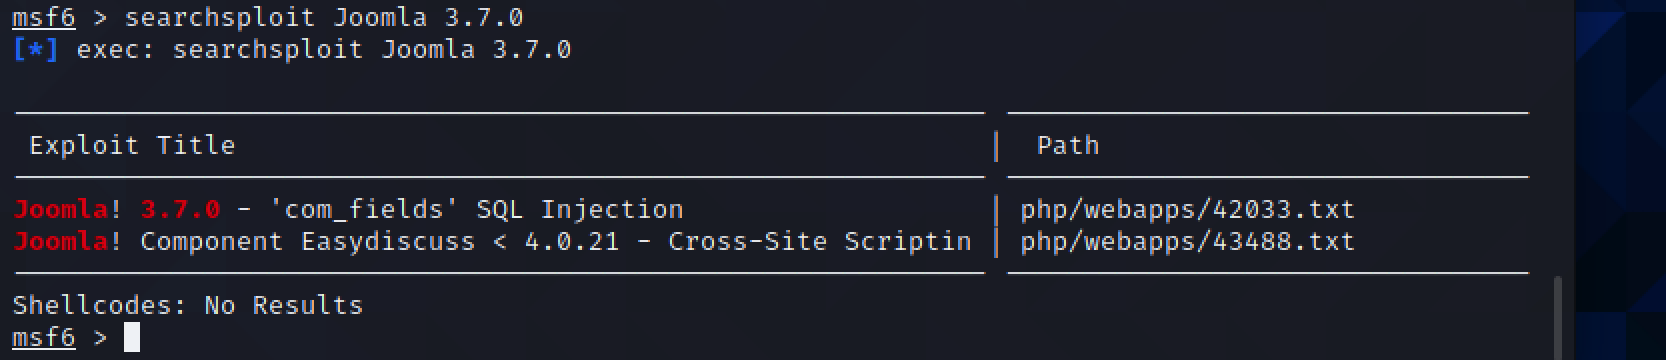 msf6 > searchsploit Joomla 3.7.0
[*] exec: searchsploit Joomla 3.7.0
Exploit Title | Path
Joomla! 3.7.0 - 'com_fields' SQL Injection | php/webapps/42033.txt
Joomla! Component Easydiscuss < 4.0.21 - Cross-Site Scriptin | php/webapps/43488.txt
Shellcodes: No Results
msf6 >